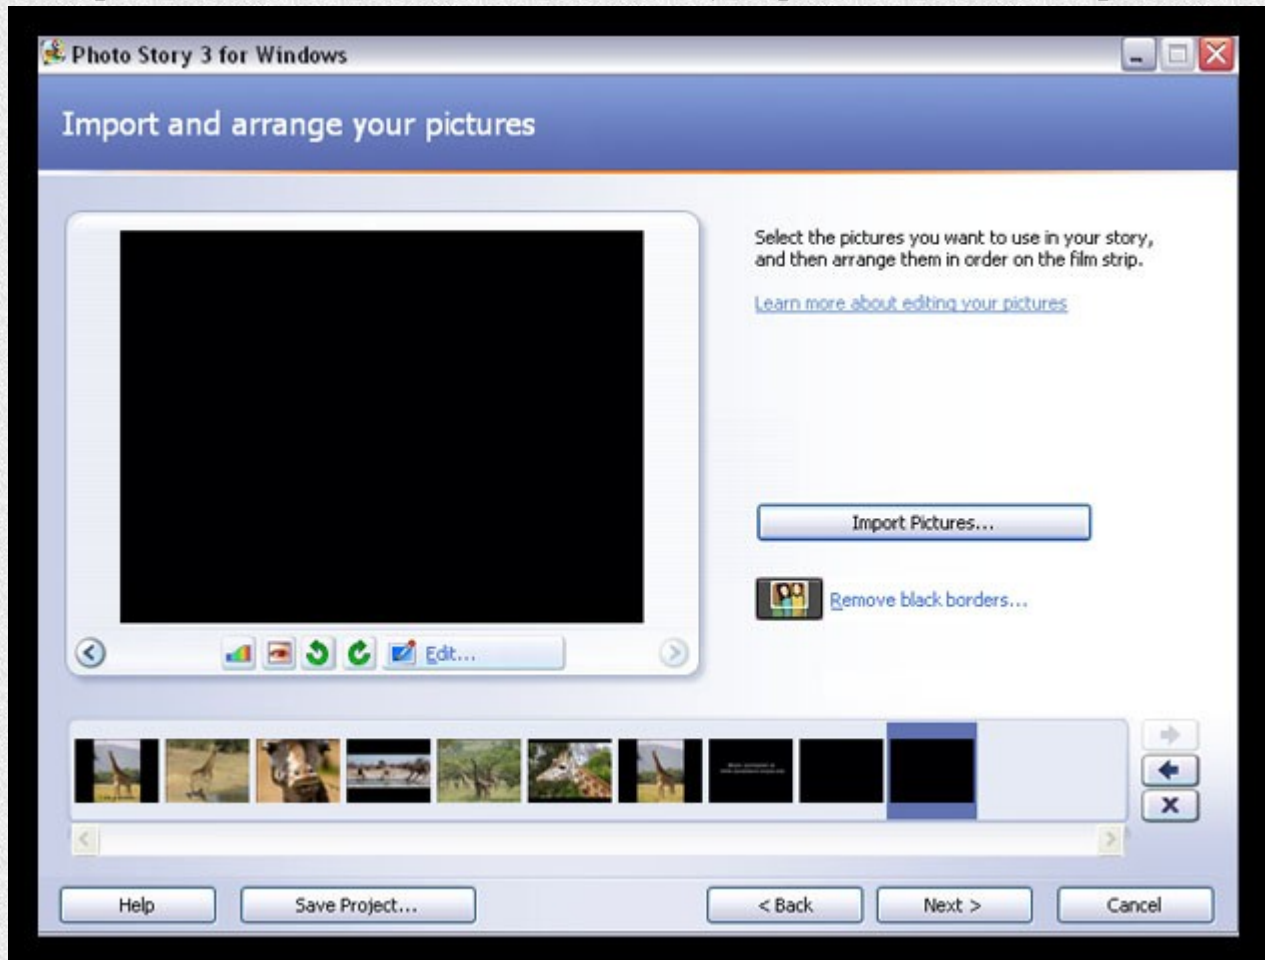 Photo Story 3 for Windows
Import and arrange your pictures
Select the pictures you want to use in your story,
and then arrange them in order on the film strip.
Learn more about editing your pictures
Import Pictures...
Remove black borders...
Edit...
Help
Save Project...
< Back
Next >
Cancel